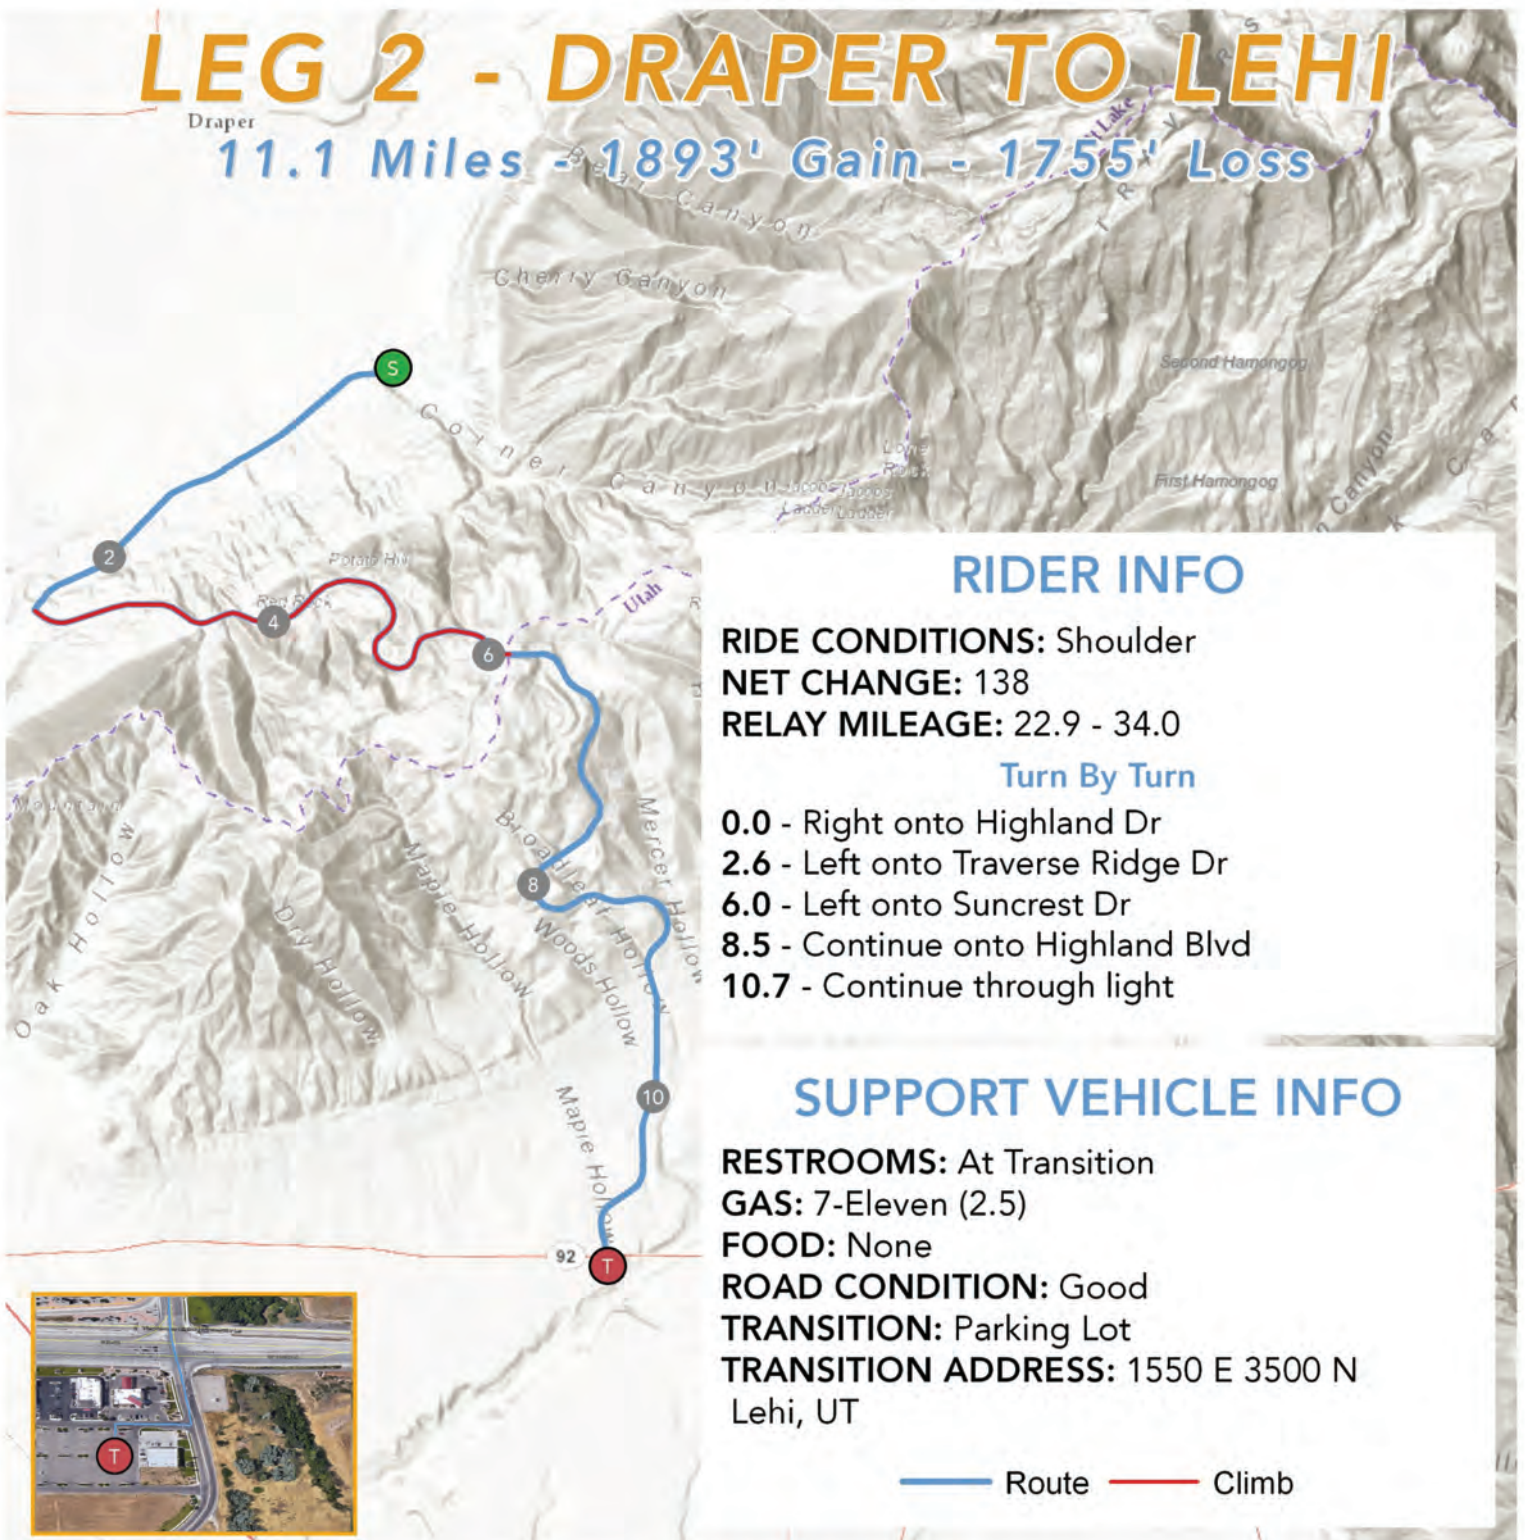 LEG 2 - DRAPER TO LEHI
Draper
11.1 Miles - 1893' Gain - 1755' Loss
Bear Canyon
Cherry Canyon
S
Second Hamongog
Corner Canyon
Lone
Rock
First Hamongog
Jacobs
Ladder
Canyon
2
Potato Hill
Red Rock
4
Utah
6
RIDER INFO
RIDE CONDITIONS: Shoulder
NET CHANGE: 138
RELAY MILEAGE: 22.9 - 34.0
Turn By Turn
0.0 - Right onto Highland Dr
2.6 - Left onto Traverse Ridge Dr
6.0 - Left onto Suncrest Dr
8.5 - Continue onto Highland Blvd
10.7 - Continue through light
Mountain
Oak Hollow
Dry Hollow
Maple Hollow
Broadleaf Hollow
Mercer Hollow
8
Woods Hollow
10
Maple Hollow
92
T
SUPPORT VEHICLE INFO
RESTROOMS: At Transition
GAS: 7-Eleven (2.5)
FOOD: None
ROAD CONDITION: Good
TRANSITION: Parking Lot
TRANSITION ADDRESS: 1550 E 3500 N
Lehi, UT
Route
Climb
T